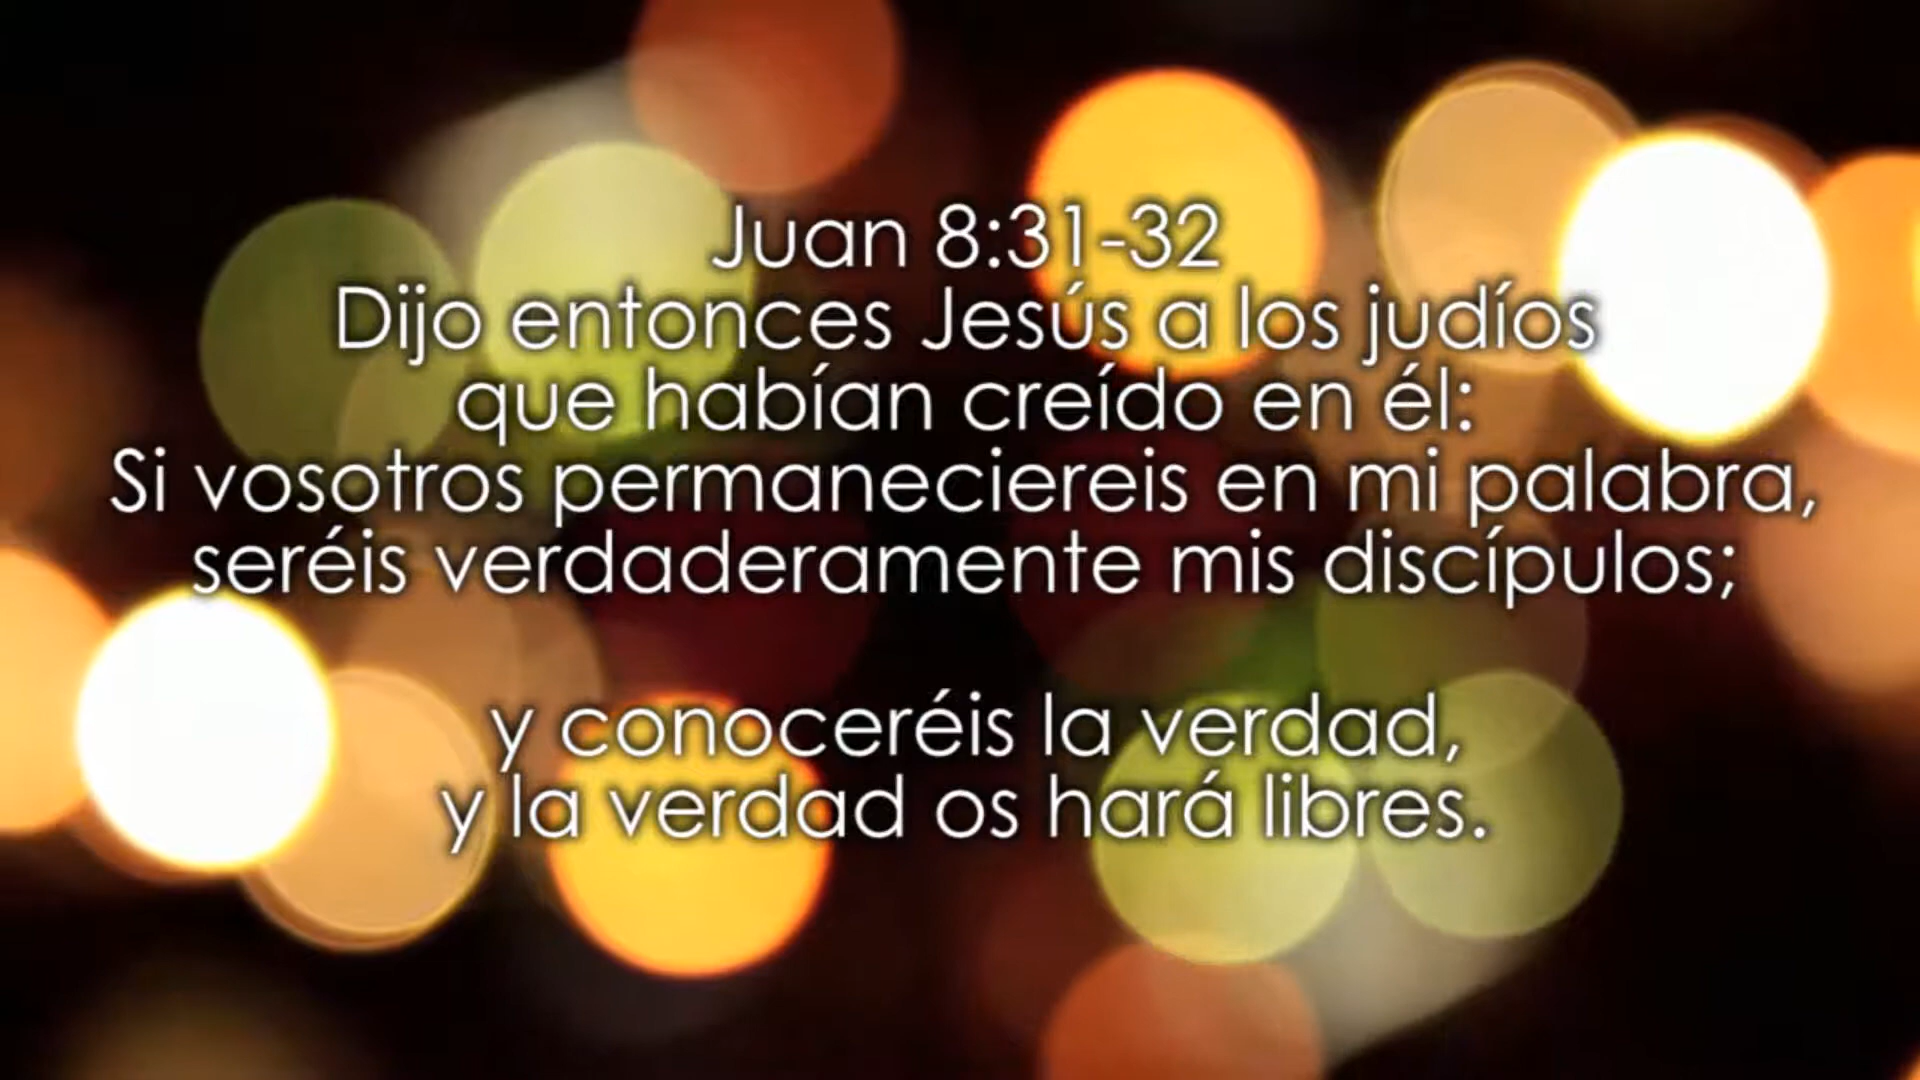 Juan 8:31-32
Dijo entonces Jesús a los judíos
que habían creído en él:
Si vosotros permaneciereis en mi palabra,
seréis verdaderamente mis discípulos;
y conoceréis la verdad,
y la verdad os hará libres.